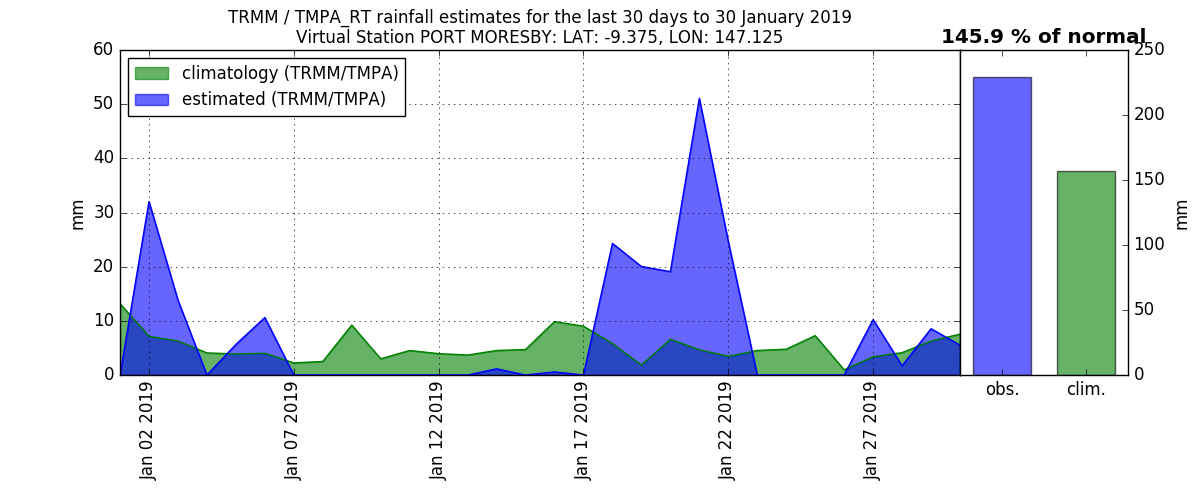 TRMM / TMPA_RT rainfall estimates for the last 30 days to 30 January 2019
Virtual Station PORT MORESBY: LAT: -9.375, LON: 147.125
145.9 % of normal
climatology (TRMM/TMPA)
estimated (TRMM/TMPA)
60
50
40
30
20
10
0
mm
Jan 02 2019
Jan 07 2019
Jan 12 2019
Jan 17 2019
Jan 22 2019
Jan 27 2019
obs.
clim.
250
200
150
100
50
0
mm